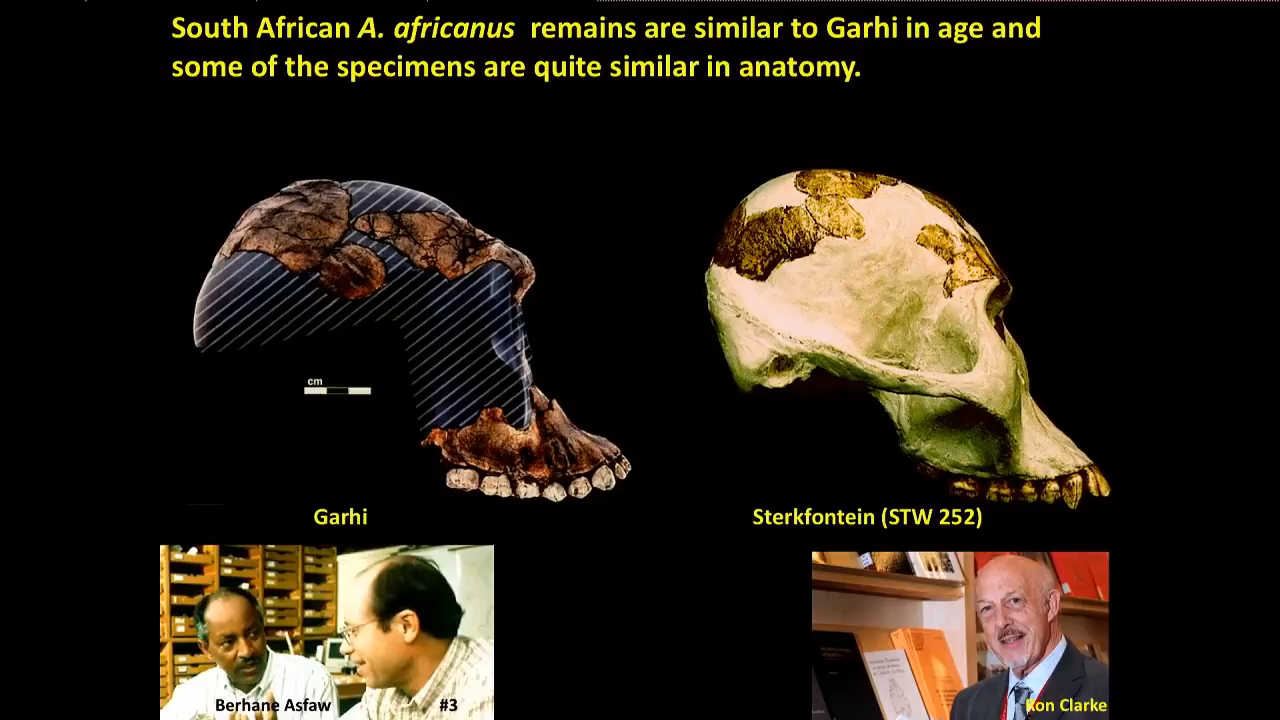 South African A. africanus remains are similar to Garhi in age and
some of the specimens are quite similar in anatomy.
cm
Garhi
Sterkfontein (STW 252)
Berhane Asfaw
#3
Ron Clarke